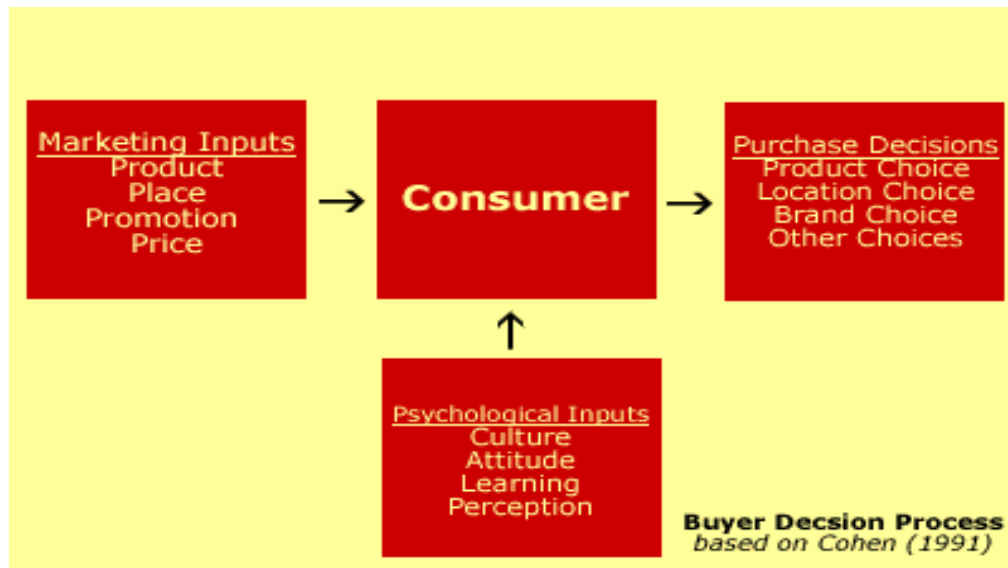 Marketing Inputs
Product
Place
Promotion
Price
→
Consumer
→
Purchase Decisions
Product Choice
Location Choice
Brand Choice
Other Choices
↑
Psychological Inputs
Culture
Attitude
Learning
Perception
Buyer Decsion Process
based on Cohen (1991)